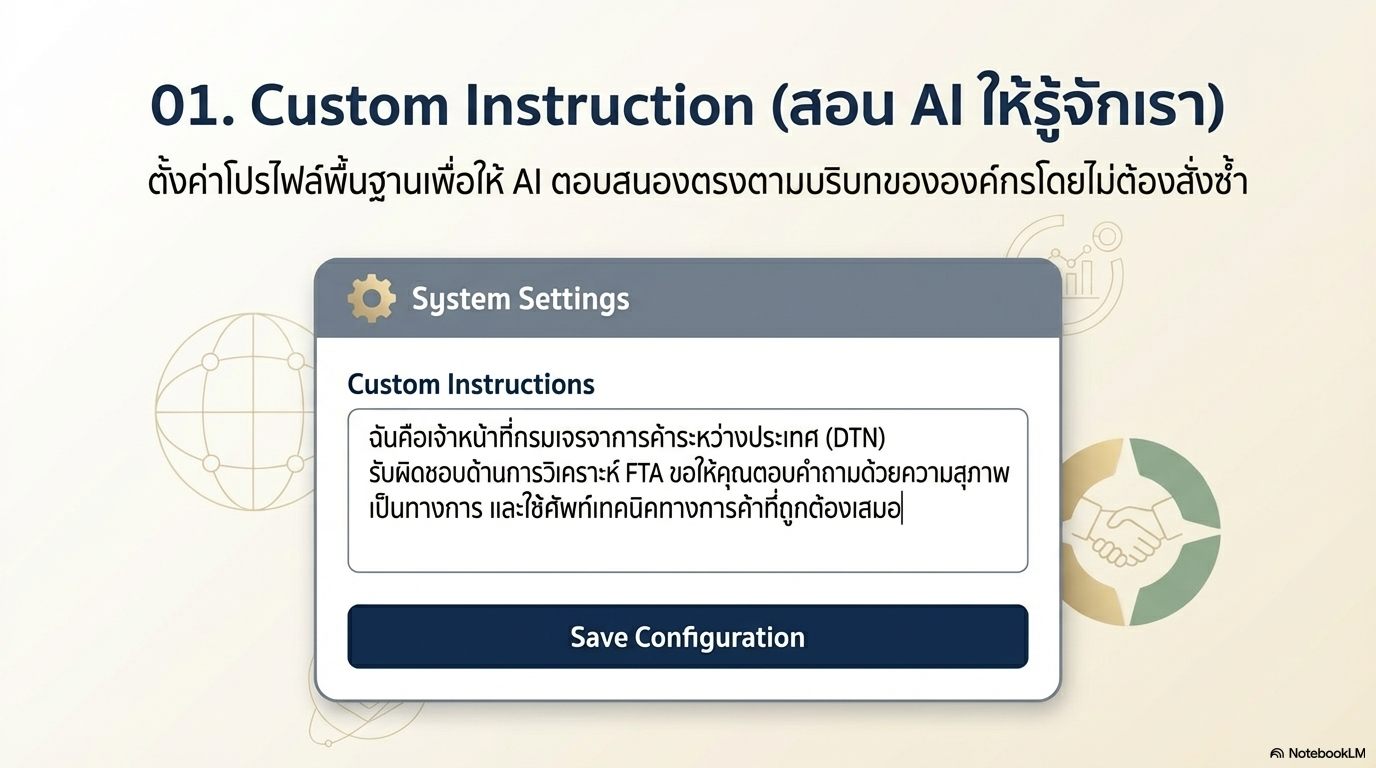 01. Custom Instruction (สอน AI ให้รู้จักเรา)
ตั้งค่าโปรไฟล์พื้นฐานเพื่อให้ AI ตอบสนองตรงตามบริบทขององค์กรโดยไม่ต้องสั่งซ้ำ
System Settings
Custom Instructions
ฉันคือเจ้าหน้าที่กรมเจรจาการค้าระหว่างประเทศ (DTN)
รับผิดชอบด้านการวิเคราะห์ FTA ขอให้คุณตอบคำถามด้วยความสุภาพ
เป็นทางการ และใช้ศัพท์เทคนิคทางการค้าที่ถูกต้องเสมอ
Save Configuration
NotebookLM